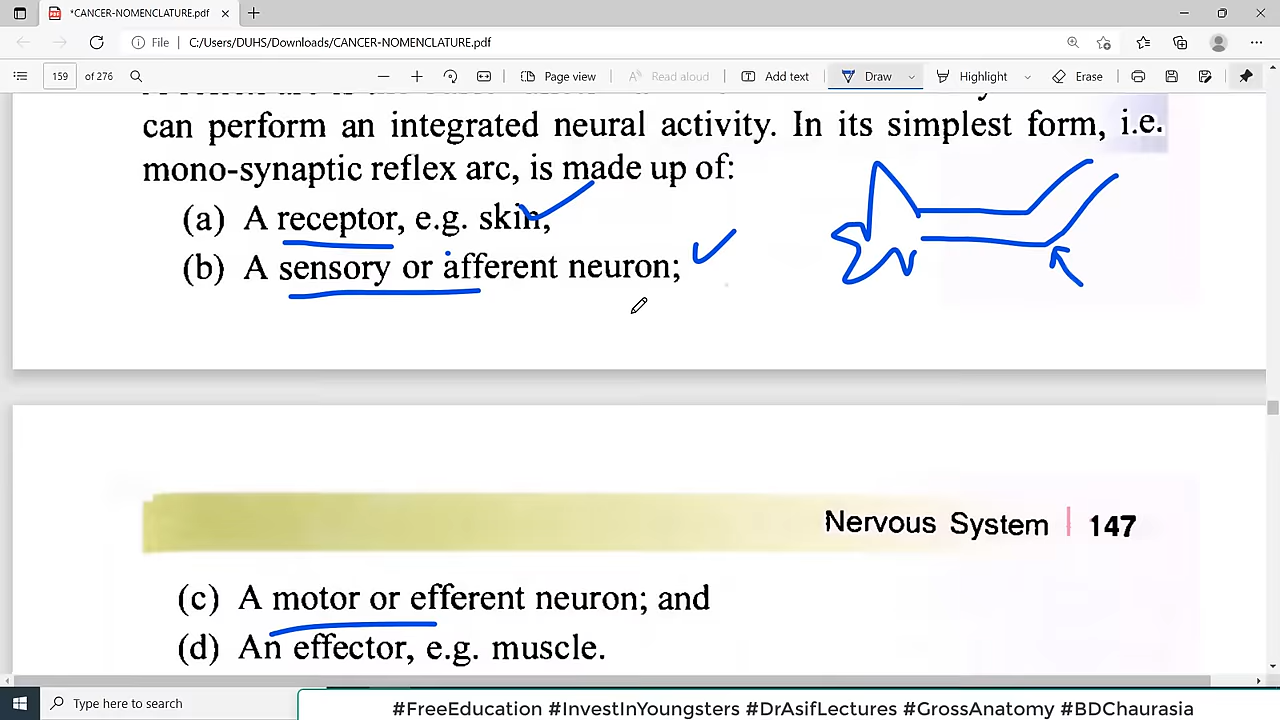 *CANCER-NOMENCLATURE.pdf
File C:/Users/DUHS/Downloads/CANCER-NOMENCLATURE.pdf
159 of 276 Page view Read aloud Add text Draw Highlight Erase
can perform an integrated neural activity. In its simplest form, i.e.
mono-synaptic reflex arc, is made up of:
(a) A receptor, e.g. skin,
(b) A sensory or afferent neuron;
Nervous System | 147
(c) A motor or efferent neuron; and
(d) An effector, e.g. muscle.
Type here to search
#FreeEducation #InvestInYoungsters #DrAsifLectures #GrossAnatomy #BDChaurasia